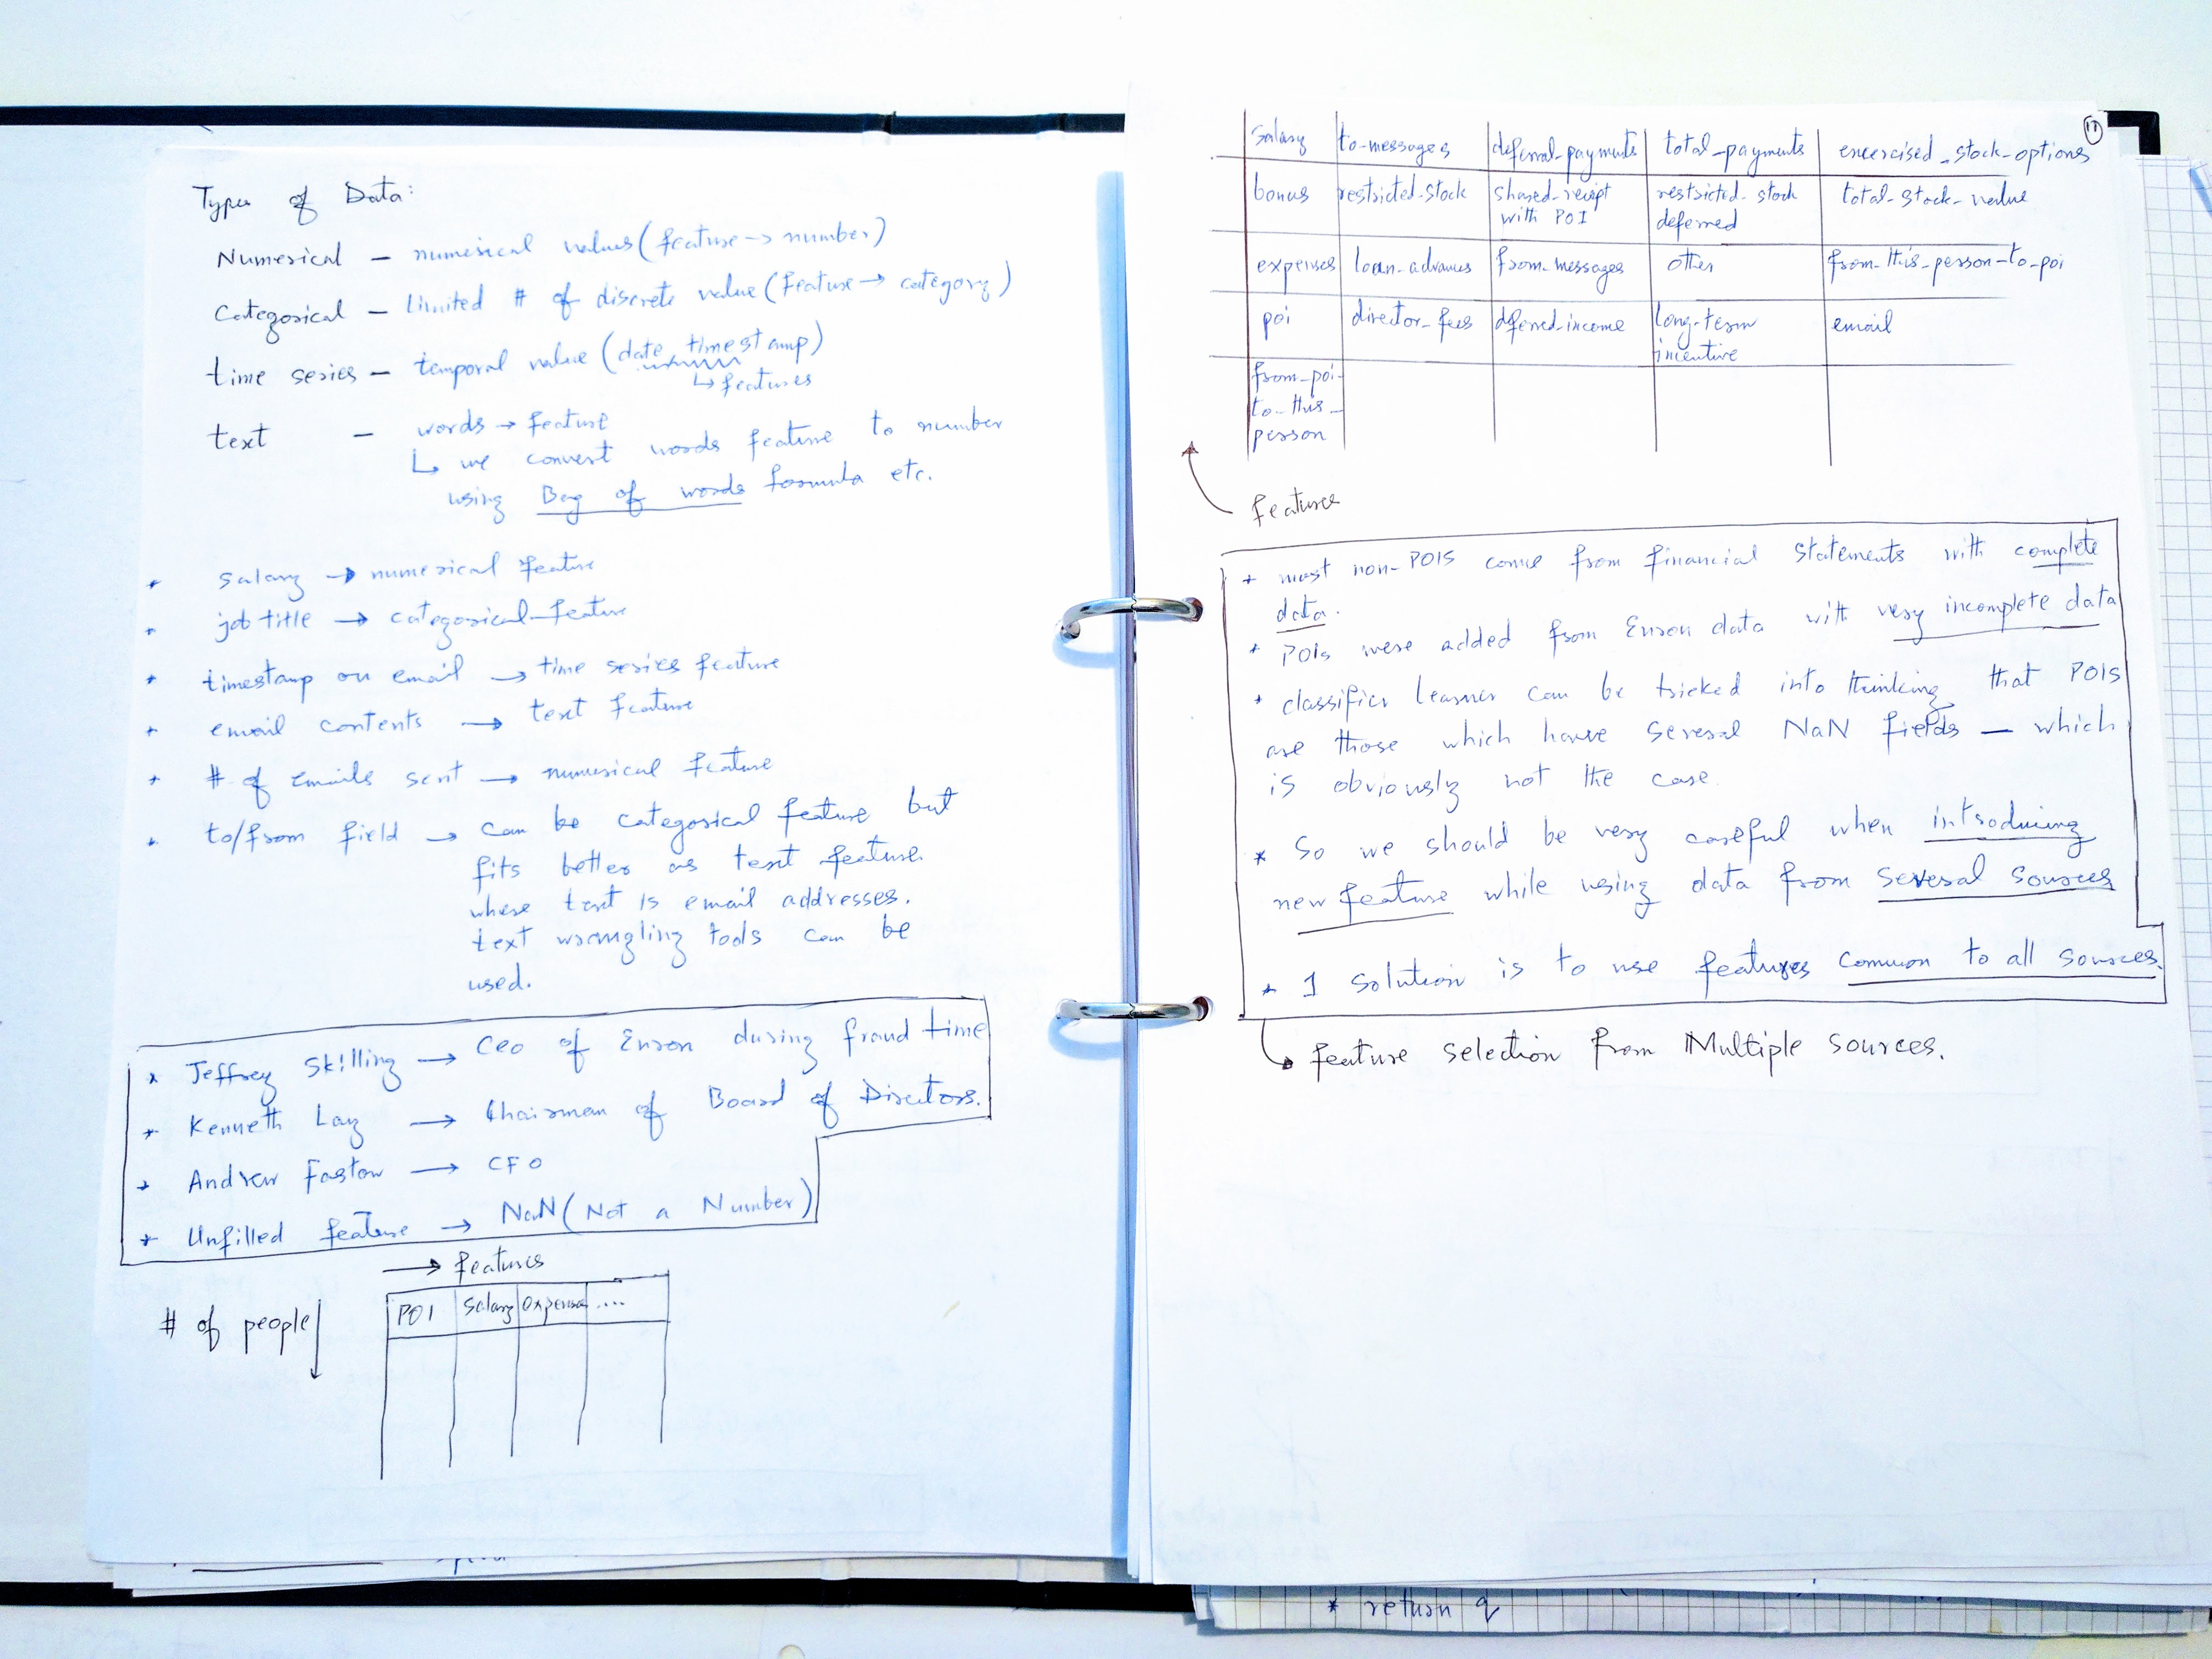 Types of Data:
Numerical — numerical values (feature → number)
Categorical — limited # of discrete value (feature → category)
time series — temporal value (date, timestamp)
↳ features
text — words → feature
↳ we convert words feature to number
using Bag of words formula etc.
* salary → numerical feature
* job title → categorical feature
* timestamp on email → time series feature
* email contents → text feature
* # of emails sent → numerical feature
* to/from field → can be categorical feature but
fits better as text feature.
where text is email addresses.
text wrangling tools can be
used.
* Jeffrey Skilling → CEO of Enron during fraud time
* Kenneth Lay → Chairman of Board of Directors.
* Andrew Fastow → CFO
* Unfilled feature → NaN (Not a Number)
→ features
# of people ↓
POI salary expense ....
11
salary to-messages deferral-payments total-payments excercised_stock-options
bonus restricted-stock shared-recipt with POI restricted-stock deferred total-stock-value
expenses loan-advances from-messages other from-this-person-to-poi
poi director-fees deferred-income long-term incentive email
from-poi-
to-this-
person
feature
* most non-POIS come from financial statements with complete
data.
* POIs were added from Enron data with very incomplete data
* classifier learner can be tricked into thinking that POIS
are those which have several NaN fields — which
is obviously not the case.
* So we should be very careful when introducing
new feature while using data from several sources
* 1 solution is to use features common to all sources.
↳ feature selection from Multiple sources.
* return q